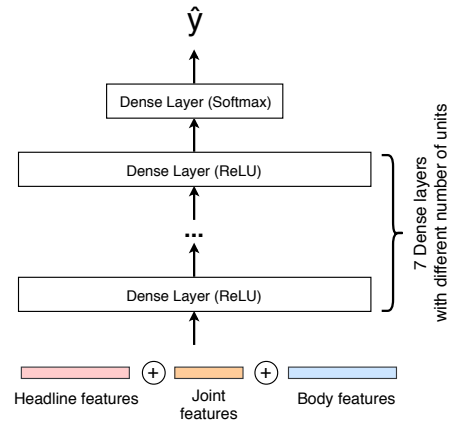 ŷ
Dense Layer (Softmax)
Dense Layer (ReLU)
...
Dense Layer (ReLU)
7 Dense layers
with different number of units
+
+
Headline features
Joint
features
Body features